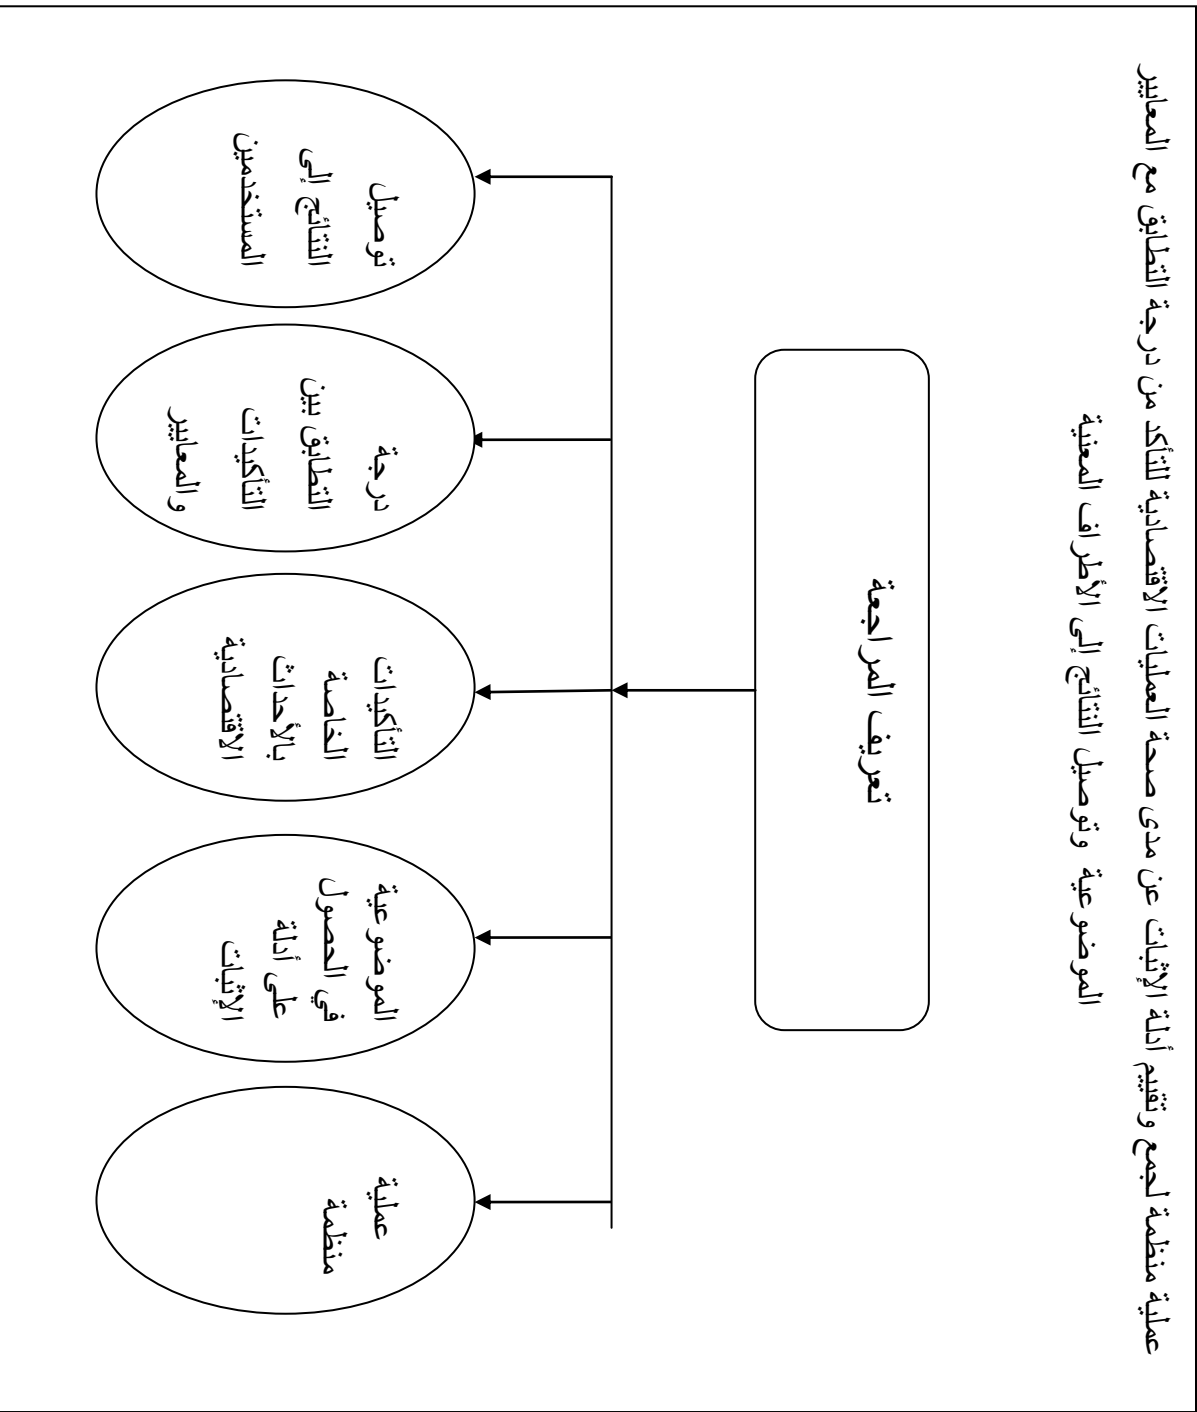 عملية منظمة لجمع وتقييم أدلة الإثبات عن مدى صحة العمليات الاقتصادية للتأكد من درجة التطابق مع المعايير
الموضوعية وتوصيل النتائج إلى الأطراف المعنية
تعريف المراجعة
عملية
منظمة
الموضوعية
في الحصول
على أدلة
الإثبات
التأكيدات
الخاصة
بالأحداث
الاقتصادية
درجة
التطابق بين
التأكيدات
والمعايير
توصيل
النتائج إلى
المستخدمين